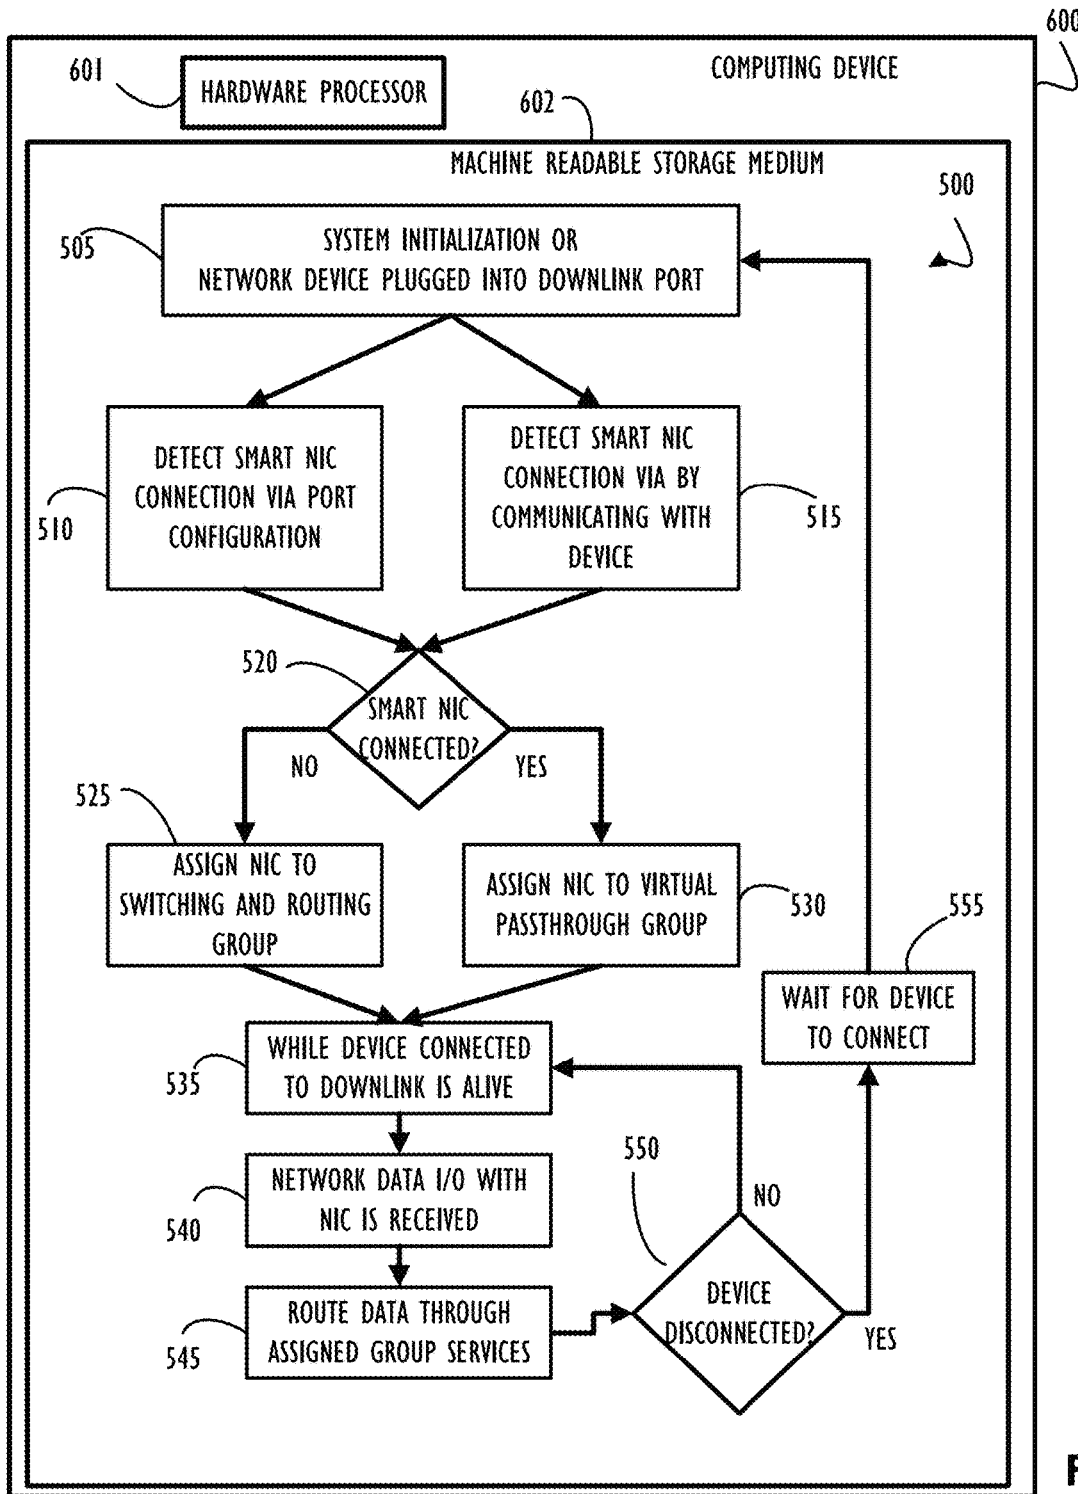 600
601
HARDWARE PROCESSOR
COMPUTING DEVICE
602
MACHINE READABLE STORAGE MEDIUM
500
505
SYSTEM INITIALIZATION OR
NETWORK DEVICE PLUGGED INTO DOWNLINK PORT
510
DETECT SMART NIC
CONNECTION VIA PORT
CONFIGURATION
DETECT SMART NIC
CONNECTION VIA BY
COMMUNICATING WITH
DEVICE
515
520
SMART NIC
CONNECTED?
NO
YES
525
ASSIGN NIC TO
SWITCHING AND ROUTING
GROUP
ASSIGN NIC TO VIRTUAL
PASSTHROUGH GROUP
530
555
WAIT FOR DEVICE
TO CONNECT
535
WHILE DEVICE CONNECTED
TO DOWNLINK IS ALIVE
540
NETWORK DATA I/O WITH
NIC IS RECEIVED
545
ROUTE DATA THROUGH
ASSIGNED GROUP SERVICES
550
NO
DEVICE
DISCONNECTED?
YES
F